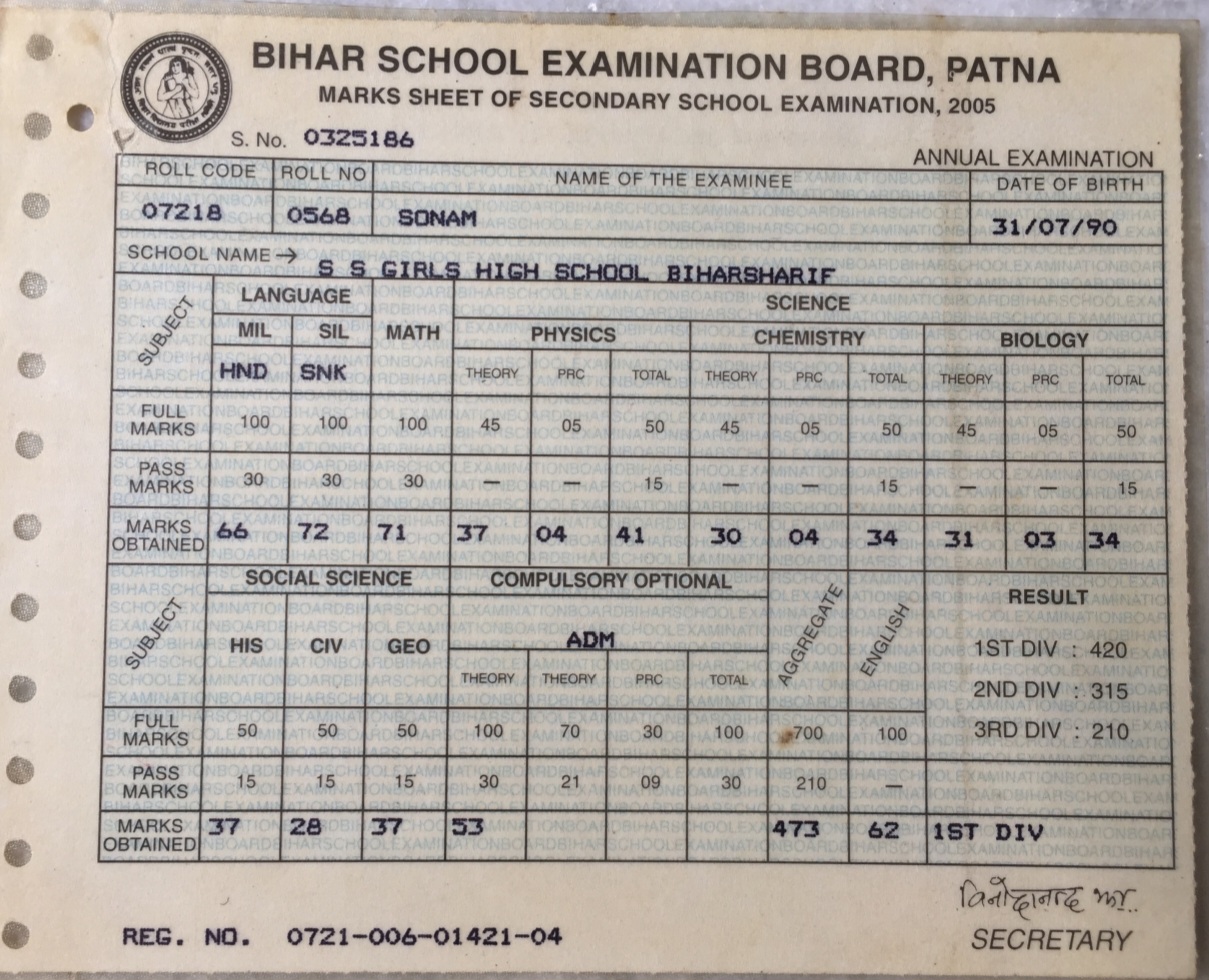 BIHAR SCHOOL EXAMINATION BOARD, PATNA
MARKS SHEET OF SECONDARY SCHOOL EXAMINATION, 2005
S. No. 0325186
ANNUAL EXAMINATION
ROLL CODE ROLL NO NAME OF THE EXAMINEE DATE OF BIRTH
07218 0568 SONAM 31/07/90
SCHOOL NAME→ S S GIRLS HIGH SCHOOL BIHARSHARIF
SUBJECT LANGUAGE SCIENCE
MIL SIL MATH PHYSICS CHEMISTRY BIOLOGY
HND SNK THEORY PRC TOTAL THEORY PRC TOTAL THEORY PRC TOTAL
FULL MARKS 100 100 100 45 05 50 45 05 50 45 05 50
PASS MARKS 30 30 30 — — 15 — — 15 — 15
MARKS OBTAINED 66 72 71 37 04 41 30 04 34 31 03 34
SUBJECT SOCIAL SCIENCE COMPULSORY OPTIONAL AGGREGATE ENGLISH RESULT
HIS CIV GEO ADM 1ST DIV : 420
THEORY THEORY PRC TOTAL 2ND DIV : 315
FULL MARKS 50 50 50 100 70 30 100 700 100 3RD DIV : 210
PASS MARKS 15 15 15 30 21 09 30 210 —
MARKS OBTAINED 37 28 37 53 473 62 1ST DIV
विनोदानन्द झा
REG. NO. 0721-006-01421-04 SECRETARY